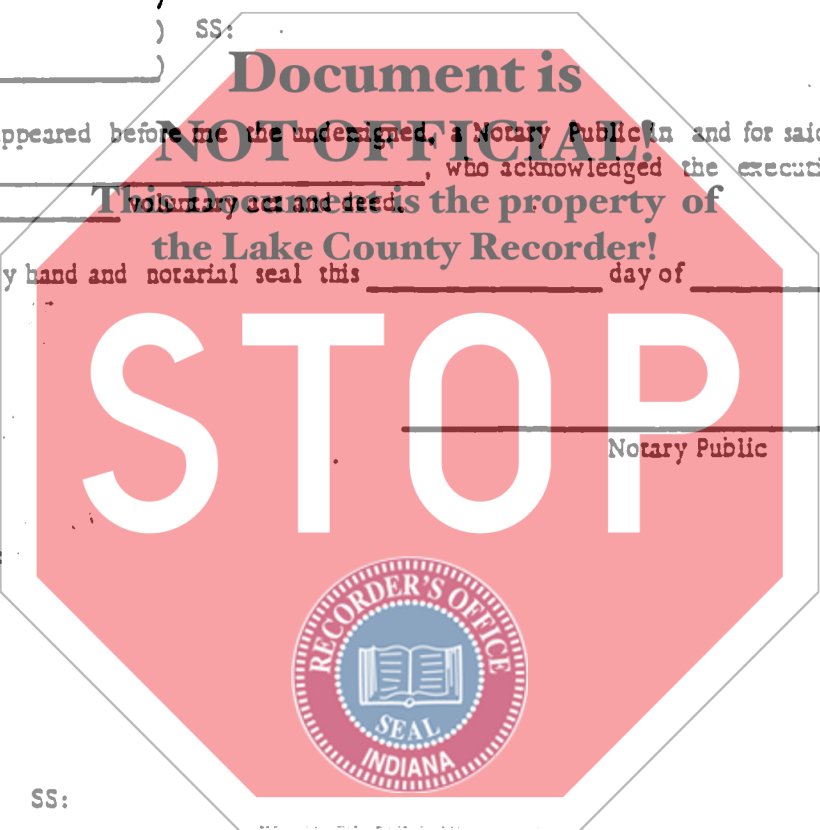 ) SS:
)
Document is
appeared before me the undersigned, a Notary Public in and for said
NOT OFFICIAL!
, who acknowledged the
This Document is the property of
voluntary act and deed.
the Lake County Recorder!
y hand and notarial seal this day of
STOP
Notary Public
RECORDER'S OFFICE
SEAL
INDIANA
SS: